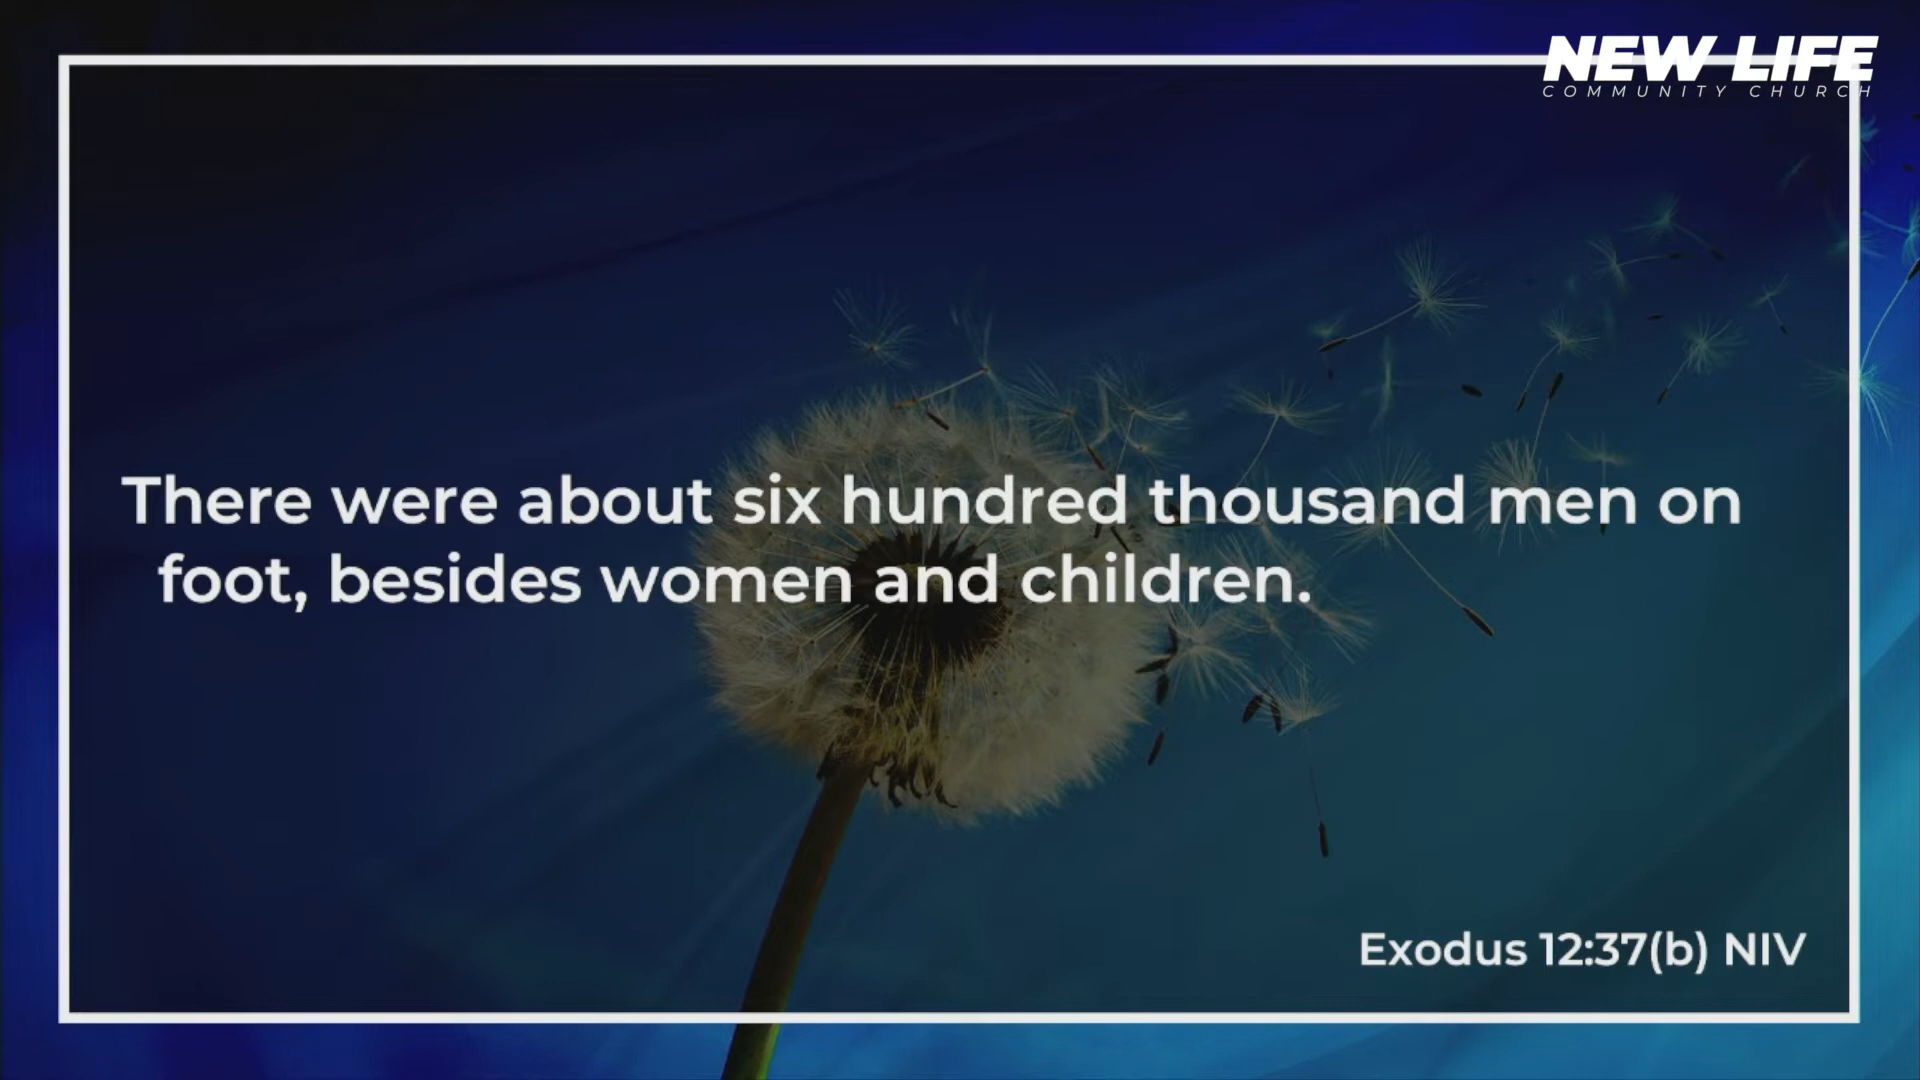 NEW LIFE
COMMUNITY CHURCH
There were about six hundred thousand men on
foot, besides women and children.
Exodus 12:37(b) NIV